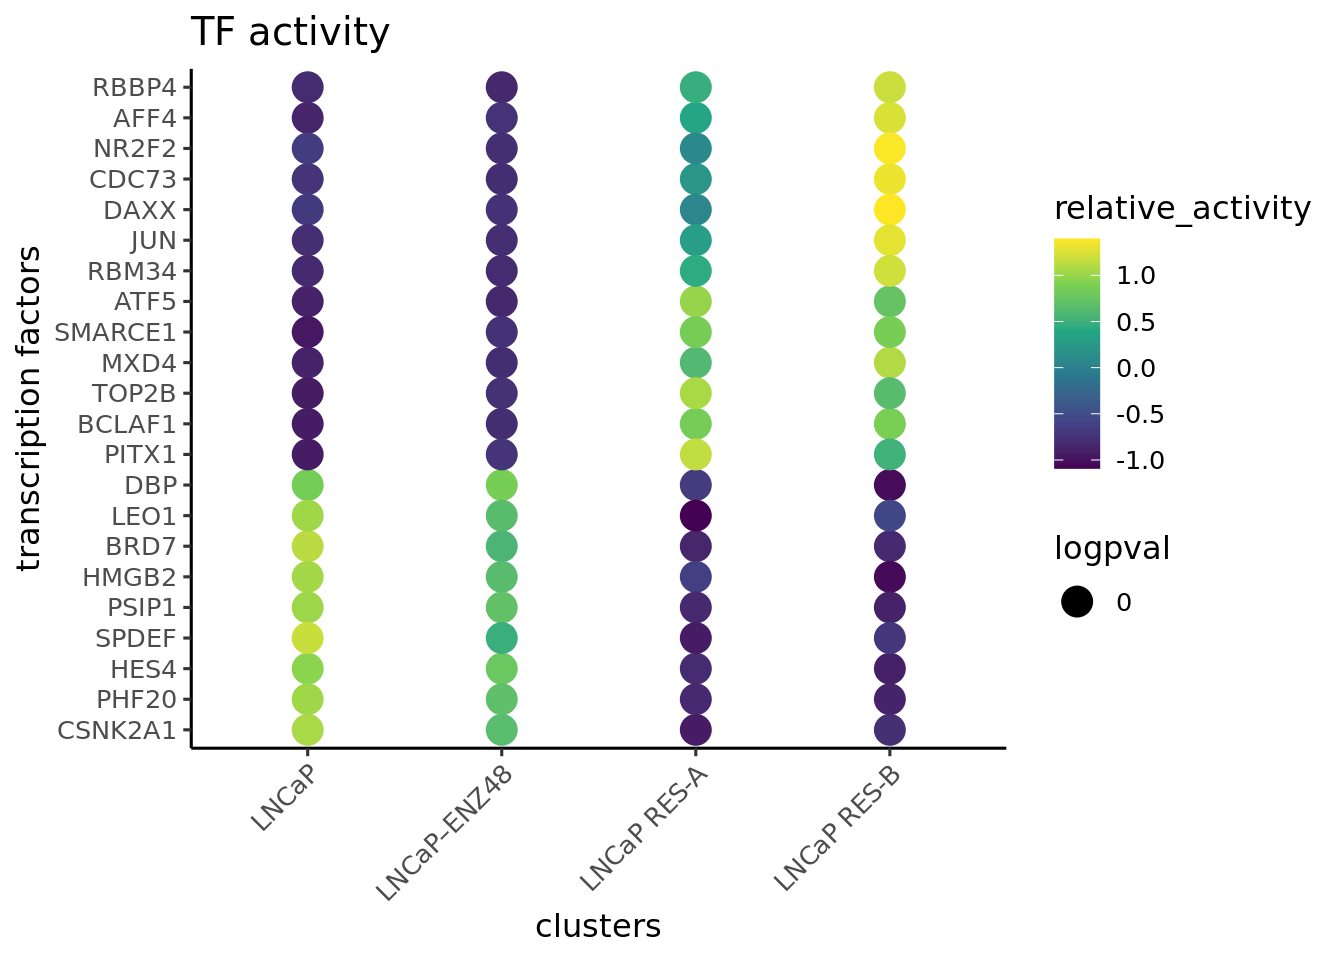 TF activity
transcription factors
RBBP4
AFF4
NR2F2
CDC73
DAXX
JUN
RBM34
ATF5
SMARCE1
MXD4
TOP2B
BCLAF1
PITX1
DBP
LEO1
BRD7
HMGB2
PSIP1
SPDEF
HES4
PHF20
CSNK2A1
LNCaP
LNCaP–ENZ48
LNCaP RES-A
LNCaP RES-B
clusters
relative_activity
1.0
0.5
0.0
-0.5
-1.0
logpval
0